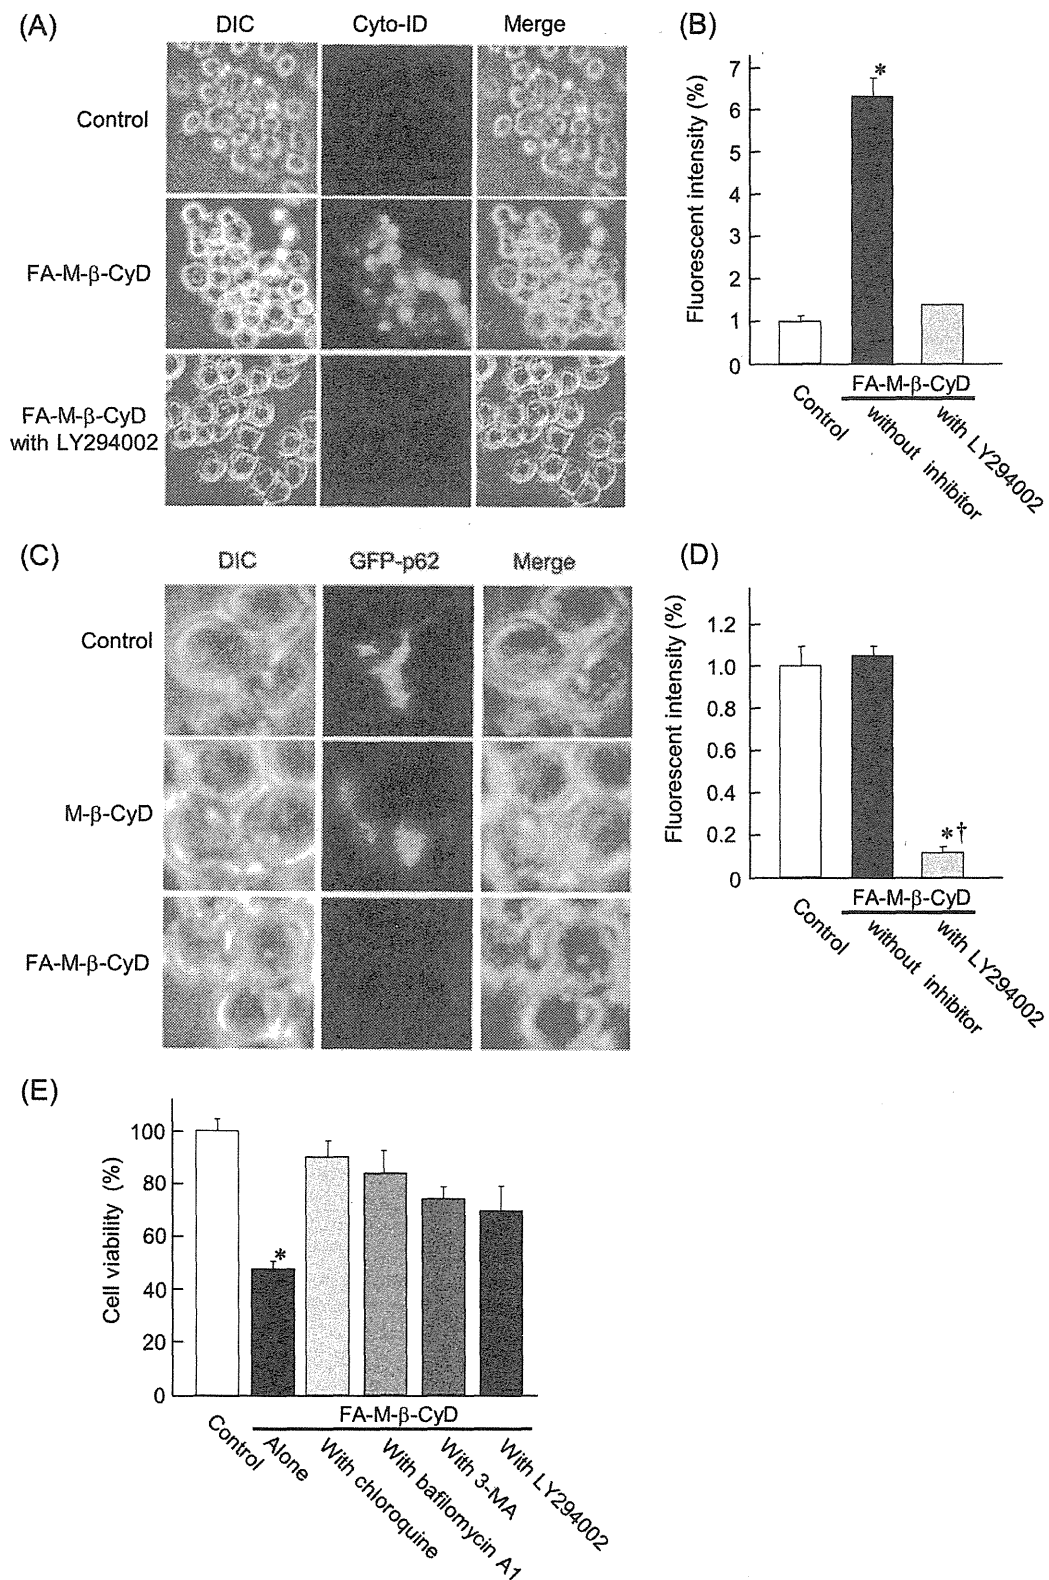 (A)
DIC Cyto-ID Merge
Control
FA-M-β-CyD
FA-M-β-CyD
with LY294002
(B)
Fluorescent intensity (%)
7
6
5
4
3
2
1
0
*
FA-M-β-CyD
Control
without inhibitor
with LY294002
(C)
DIC GFP-p62 Merge
Control
M-β-CyD
FA-M-β-CyD
(D)
Fluorescent intensity (%)
1.2
1.0
0.8
0.6
0.4
0.2
0
*†
FA-M-β-CyD
Control
without inhibitor
with LY294002
(E)
Cell viability (%)
100
80
60
40
20
0
*
FA-M-β-CyD
Control
Alone
With chloroquine
With bafilomycin A1
With 3-MA
With LY294002